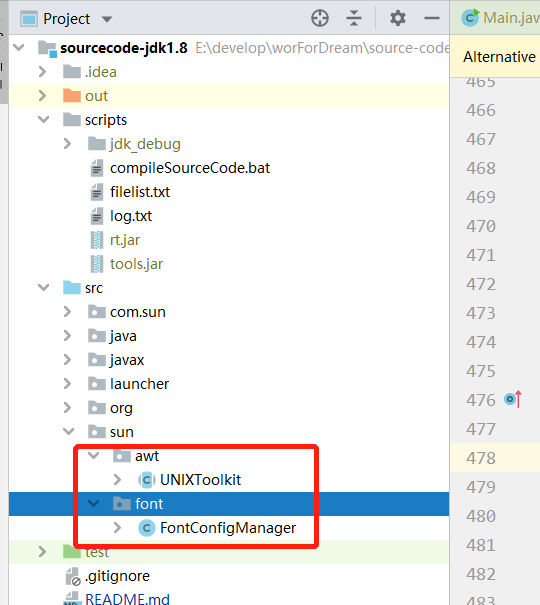 Project
Main.jav
sourcecode-jdk1.8 E:\develop\worForDream\source-code
Alternative
.idea
out
scripts
jdk_debug
compileSourceCode.bat
filelist.txt
log.txt
rt.jar
tools.jar
src
com.sun
java
javax
launcher
org
sun
awt
UNIXToolkit
font
FontConfigManager
test
.gitignore
README.md
465
466
467
468
469
470
471
472
473
474
475
476
477
478
479
480
481
482
483